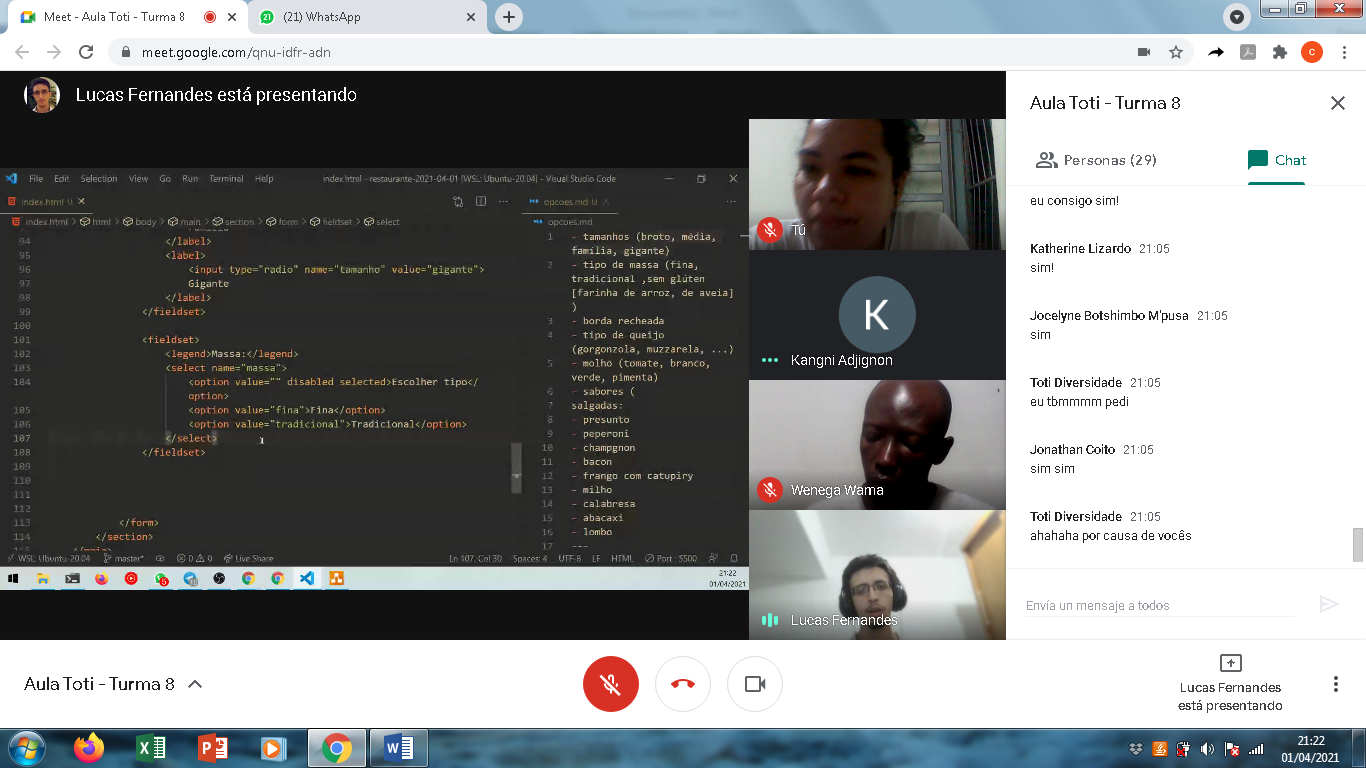 Meet - Aula Toti - Turma 8
(21) WhatsApp
meet.google.com/qnu-idfr-adn
Lucas Fernandes está presentando
File Edit Selection View Go Run Terminal Help
index.html - restaurante-2021-04-01 [WSL: Ubuntu-20.04] - Visual Studio Code
index.html U
index.html > html > body > main > section > form > fieldset > select
94 </label>
95 <label>
96 <input type="radio" name="tamanho" value="gigante">
97 Gigante
98 </label>
99 </fieldset>
100
101 <fieldset>
102 <legend>Massa:</legend>
103 <select name="massa">
104 <option value="" disabled selected>Escolher tipo</
option>
105 <option value="fina">Fina</option>
106 <option value="tradicional">Tradicional</option>
107 </select>
108 </fieldset>
109
110
111
112
113 </form>
114 </section>
opcoes.md U
opcoes.md
1 - tamanhos (broto, média,
família, gigante)
2 - tipo de massa (fina,
tradicional ,sem glúten
[farinha de arroz, de aveia]
)
3 - borda recheada
4 - tipo de queijo
(gorgonzola, muzzarela, ...)
5 - molho (tomate, branco,
verde, pimenta)
6 - sabores (
7 salgadas:
8 - presunto
9 - peperoni
10 - champgnon
11 - bacon
12 - frango com catupiry
13 - milho
14 - calabresa
15 - abacaxi
16 - lombo
17
WSL: Ubuntu-20.04 master* 0 0 Live Share
Ln 107, Col 30 Spaces: 4 UTF-8 LF HTML Port : 5500
21:22
01/04/2021
Tú
K
Kangni Adjignon
Wenega Wama
Lucas Fernandes
Aula Toti - Turma 8
Personas (29)
Chat
eu consigo sim!
Katherine Lizardo 21:05
sim!
Jocelyne Botshimbo M'pusa 21:05
sim
Toti Diversidade 21:05
eu tbmmmm pedi
Jonathan Coito 21:05
sim sim
Toti Diversidade 21:05
ahahaha por causa de vocês
Envía un mensaje a todos
Aula Toti - Turma 8
Lucas Fernandes
está presentando
21:22
01/04/2021